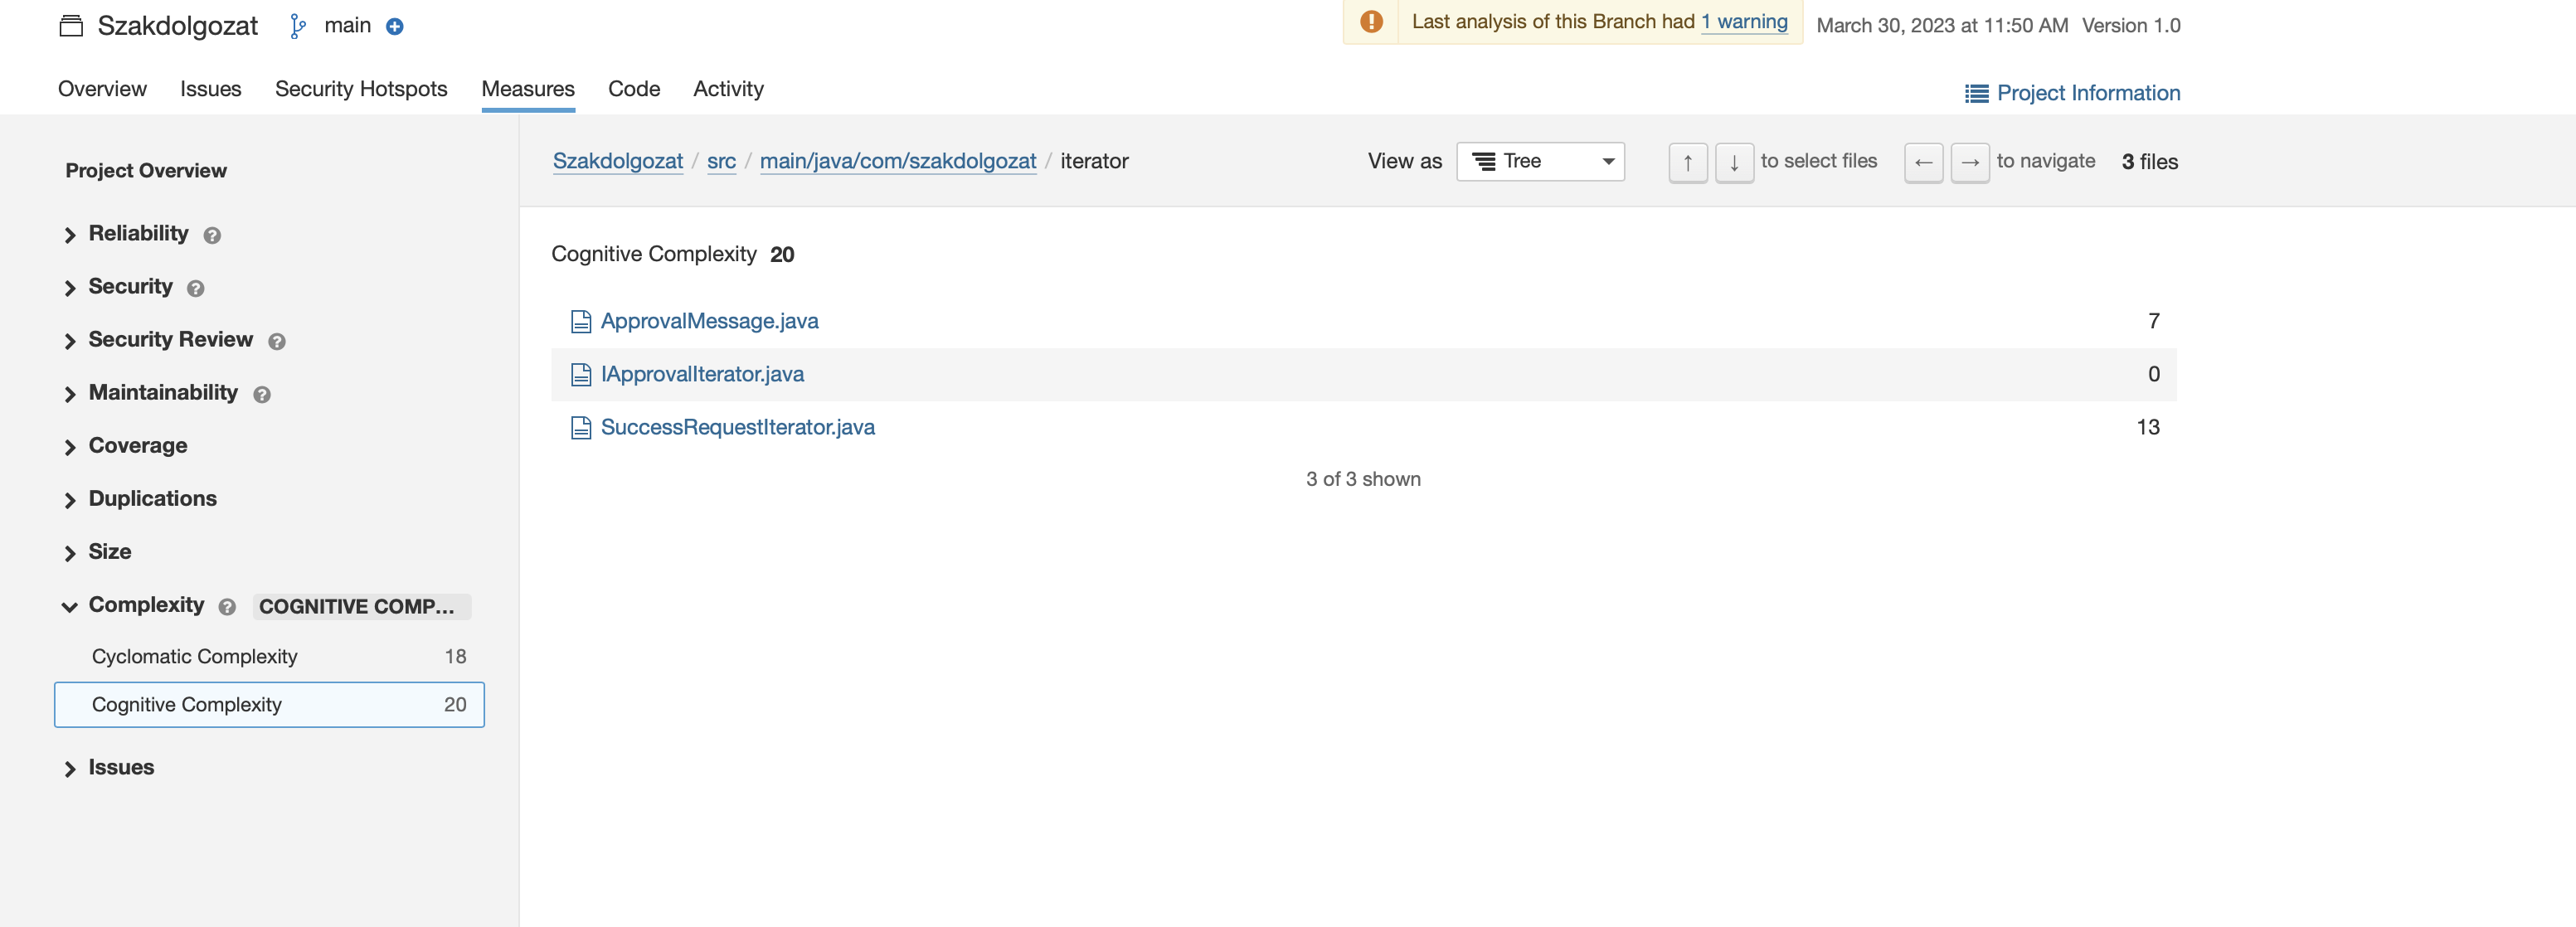 Szakdolgozat main
Last analysis of this Branch had 1 warning March 30, 2023 at 11:50 AM Version 1.0
Overview Issues Security Hotspots Measures Code Activity
Project Information
Project Overview
Reliability
Security
Security Review
Maintainability
Coverage
Duplications
Size
Complexity COGNITIVE COMP...
Cyclomatic Complexity 18
Cognitive Complexity 20
Issues
Szakdolgozat / src / main/java/com/szakdolgozat / iterator
View as Tree ↑ ↓ to select files ← → to navigate 3 files
Cognitive Complexity 20
ApprovalMessage.java 7
IApprovalIterator.java 0
SuccessRequestIterator.java 13
3 of 3 shown